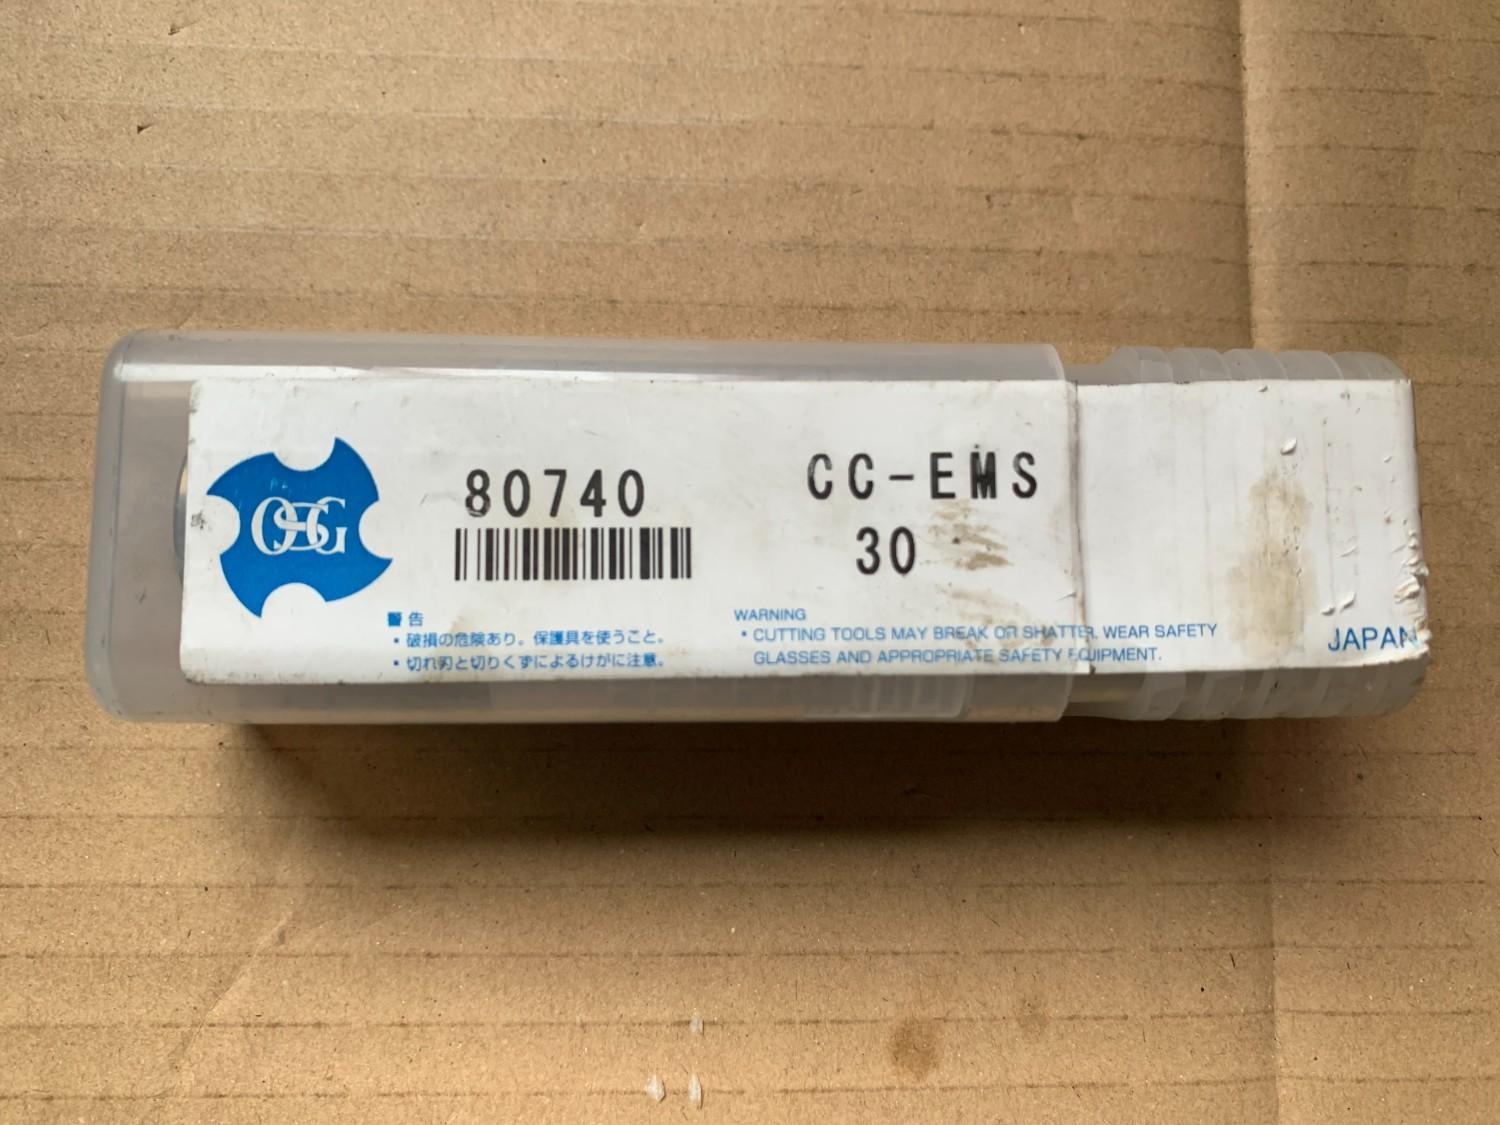 OSG
80740
CC-EMS
30
警告
・破損の危険あり。保護具を使うこと。
・切れ刃と切りくずによるけがに注意。
WARNING
・CUTTING TOOLS MAY BREAK OR SHATTER. WEAR SAFETY
GLASSES AND APPROPRIATE SAFETY EQUIPMENT.
JAPAN